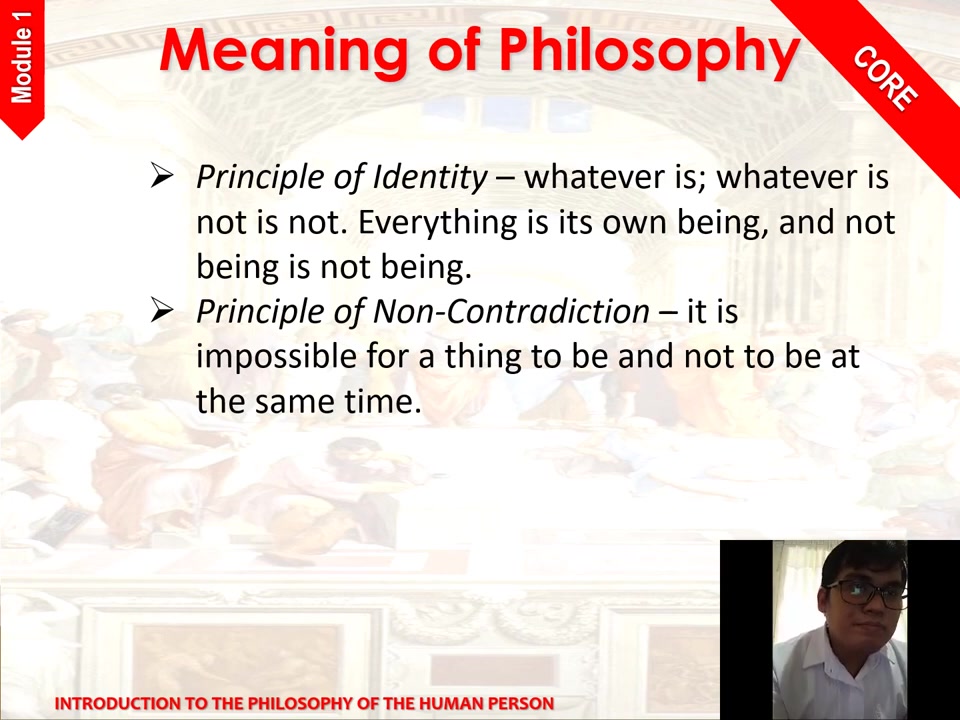 Module 1
Meaning of Philosophy
CORE
➢ Principle of Identity – whatever is; whatever is
not is not. Everything is its own being, and not
being is not being.
➢ Principle of Non-Contradiction – it is
impossible for a thing to be and not to be at
the same time.
INTRODUCTION TO THE PHILOSOPHY OF THE HUMAN PERSON